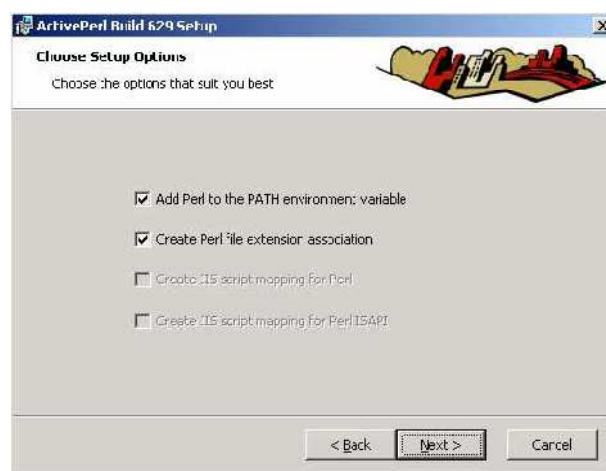 ActivePerl Build 629 Setup
Choose Setup Options
Choose the options that suit you best
Add Perl to the PATH environment variable
Create Perl file extension association
Create IIS script mapping for Perl
Create IIS script mapping for Perl ISAPI
< Back
Next >
Cancel